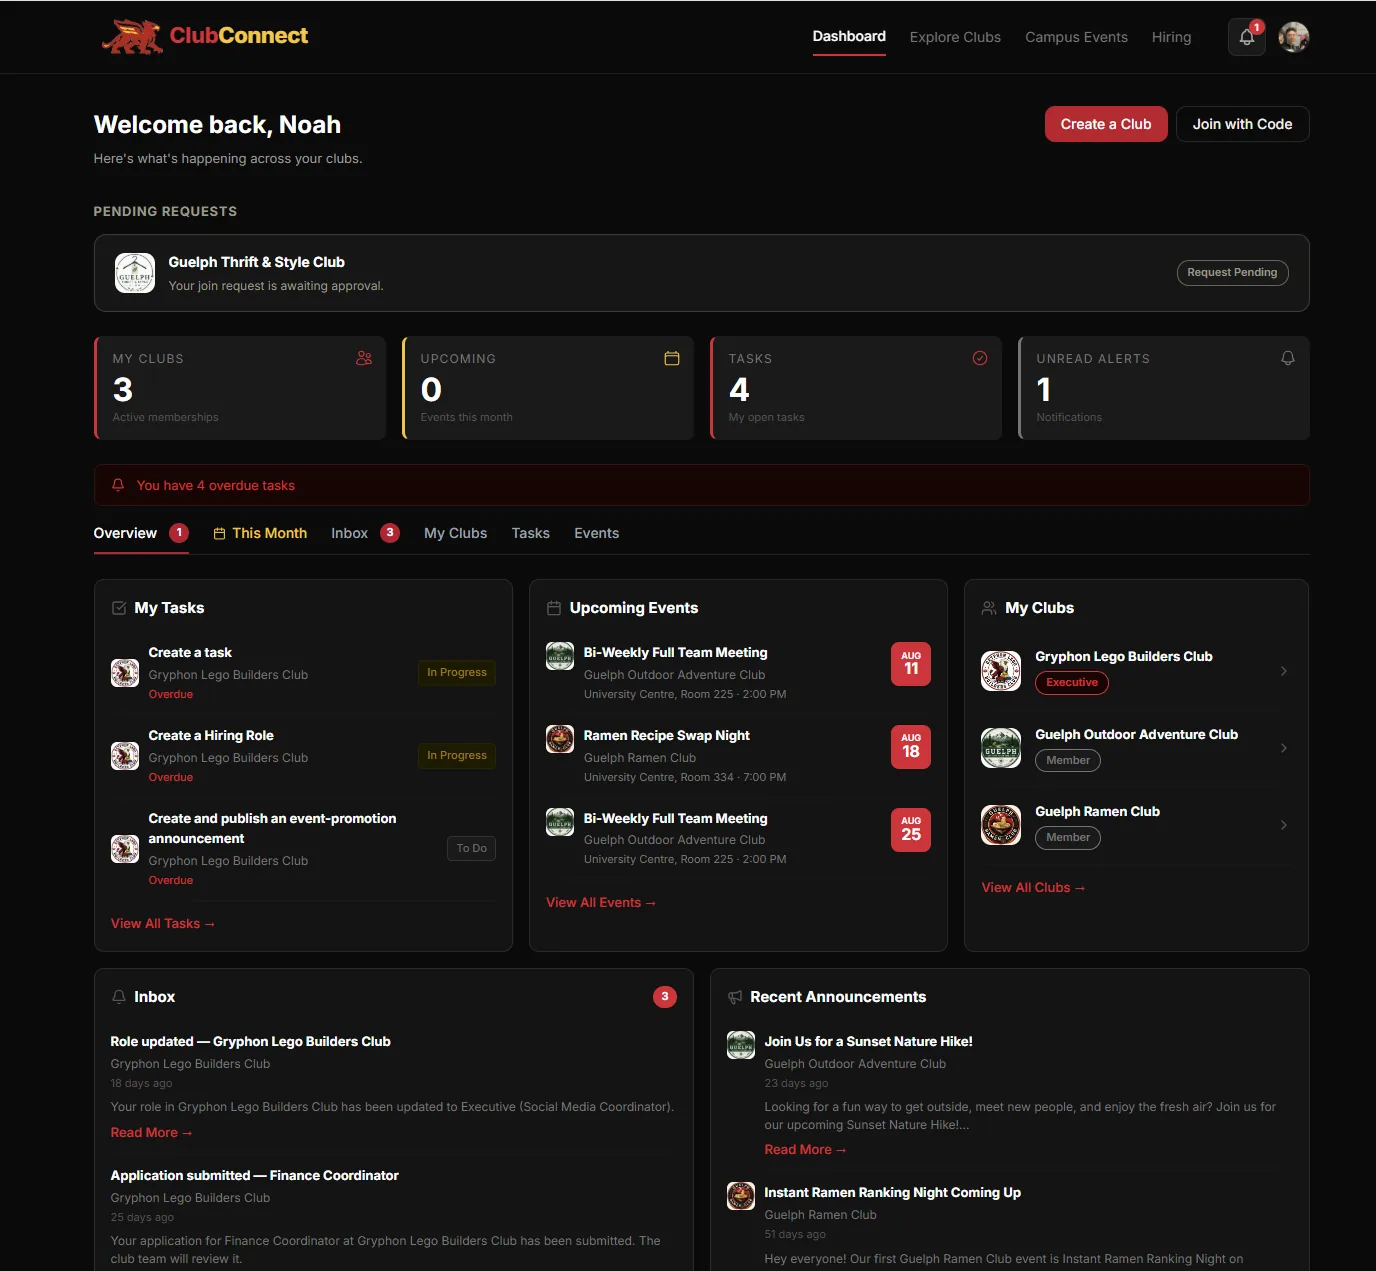 ClubConnect
Dashboard
Explore Clubs
Campus Events
Hiring
1
Welcome back, Noah
Here's what's happening across your clubs.
Create a Club
Join with Code
PENDING REQUESTS
GUELPH
Guelph Thrift & Style Club
Your join request is awaiting approval.
Request Pending
MY CLUBS
3
Active memberships
UPCOMING
0
Events this month
TASKS
4
My open tasks
UNREAD ALERTS
1
Notifications
You have 4 overdue tasks
Overview 1
This Month
Inbox 3
My Clubs
Tasks
Events
My Tasks
Create a task
Gryphon Lego Builders Club
Overdue
In Progress
Create a Hiring Role
Gryphon Lego Builders Club
Overdue
In Progress
Create and publish an event-promotion
announcement
Gryphon Lego Builders Club
Overdue
To Do
View All Tasks →
Upcoming Events
GUELPH
Bi-Weekly Full Team Meeting
Guelph Outdoor Adventure Club
University Centre, Room 225 · 2:00 PM
AUG
11
Ramen Recipe Swap Night
Guelph Ramen Club
University Centre, Room 334 · 7:00 PM
AUG
18
GUELPH
Bi-Weekly Full Team Meeting
Guelph Outdoor Adventure Club
University Centre, Room 225 · 2:00 PM
AUG
25
View All Events →
My Clubs
Gryphon Lego Builders Club
Executive
GUELPH
Guelph Outdoor Adventure Club
Member
Guelph Ramen Club
Member
View All Clubs →
Inbox
3
Role updated — Gryphon Lego Builders Club
Gryphon Lego Builders Club
18 days ago
Your role in Gryphon Lego Builders Club has been updated to Executive (Social Media Coordinator).
Read More →
Application submitted — Finance Coordinator
Gryphon Lego Builders Club
25 days ago
Your application for Finance Coordinator at Gryphon Lego Builders Club has been submitted. The
club team will review it.
Recent Announcements
GUELPH
Join Us for a Sunset Nature Hike!
Guelph Outdoor Adventure Club
23 days ago
Looking for a fun way to get outside, meet new people, and enjoy the fresh air? Join us for
our upcoming Sunset Nature Hike!...
Read More →
Instant Ramen Ranking Night Coming Up
Guelph Ramen Club
51 days ago
Hey everyone! Our first Guelph Ramen Club event is Instant Ramen Ranking Night on